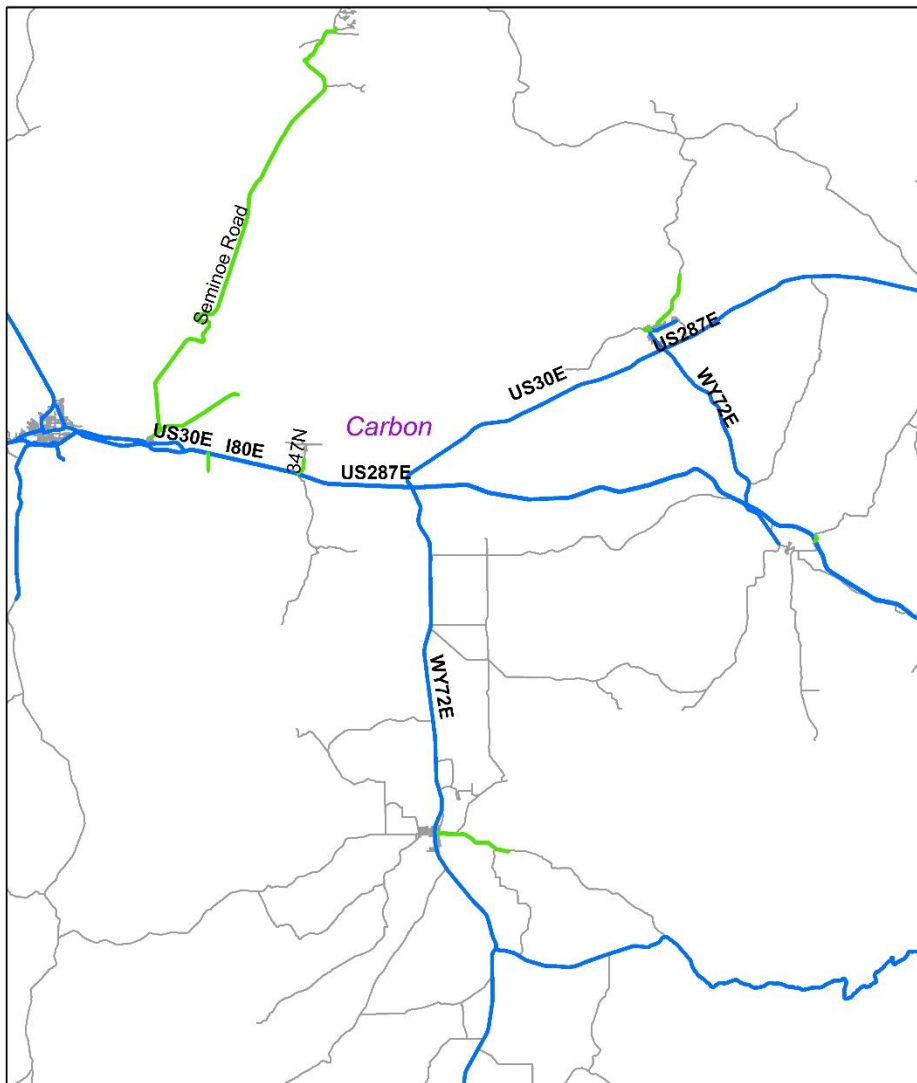 Seminoe Road
US287E
US30E
WY72E
Carbon
US30E
I80E
347N
US287E
WY72E